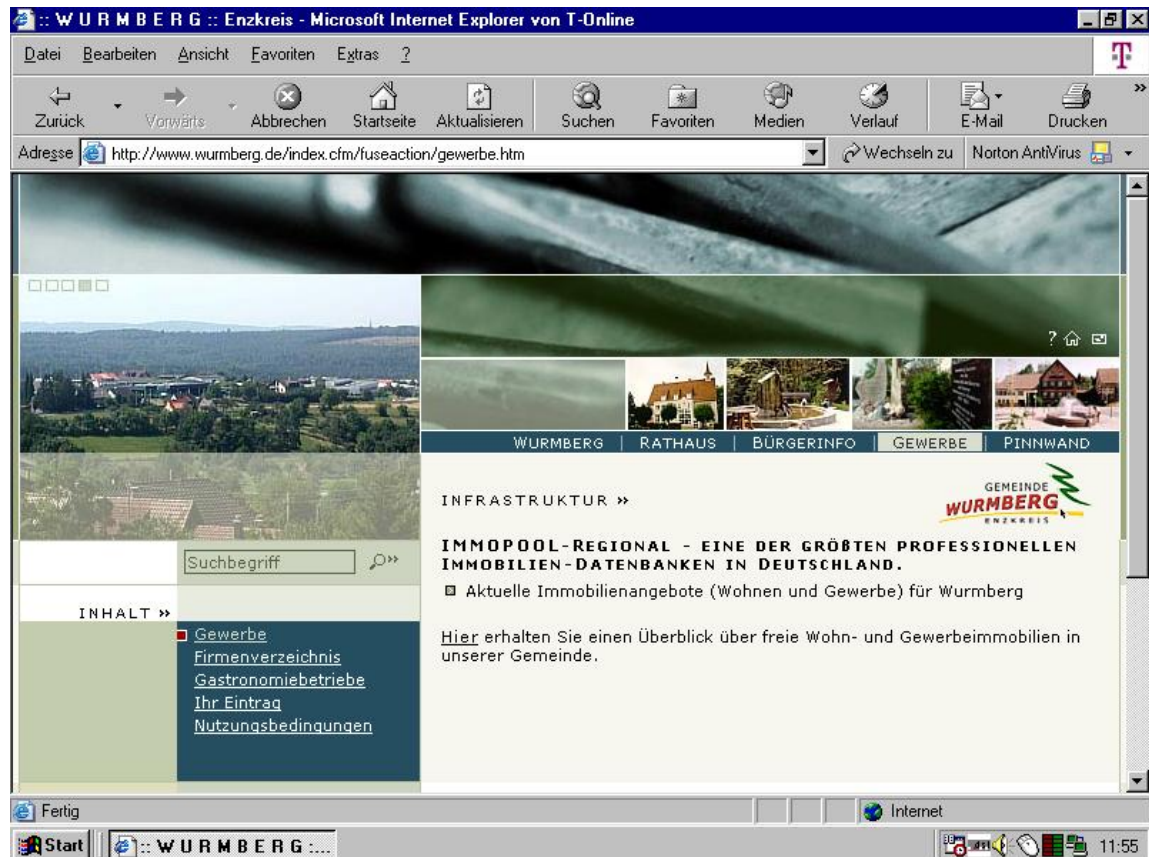 :: W U R M B E R G :: Enzkreis - Microsoft Internet Explorer von T-Online
Datei Bearbeiten Ansicht Favoriten Extras ?
Zurück Vorwärts Abbrechen Startseite Aktualisieren Suchen Favoriten Medien Verlauf E-Mail Drucken »
Adresse http://www.wurmberg.de/index.cfm/fuseaction/gewerbe.htm Wechseln zu Norton AntiVirus
?
WURMBERG | RATHAUS | BÜRGERINFO | GEWERBE | PINNWAND
INFRASTRUKTUR »
GEMEINDE
WURMBERG
ENZKREIS
IMMOPOOL-REGIONAL - EINE DER GRÖßTEN PROFESSIONELLEN
IMMOBILIEN-DATENBANKEN IN DEUTSCHLAND.
Aktuelle Immobilienangebote (Wohnen und Gewerbe) für Wurmberg
Hier erhalten Sie einen Überblick über freie Wohn- und Gewerbeimmobilien in
unserer Gemeinde.
Suchbegriff »
INHALT »
Gewerbe
Firmenverzeichnis
Gastronomiebetriebe
Ihr Eintrag
Nutzungsbedingungen
Fertig Internet
Start :: W U R M B E R G :... 11:55